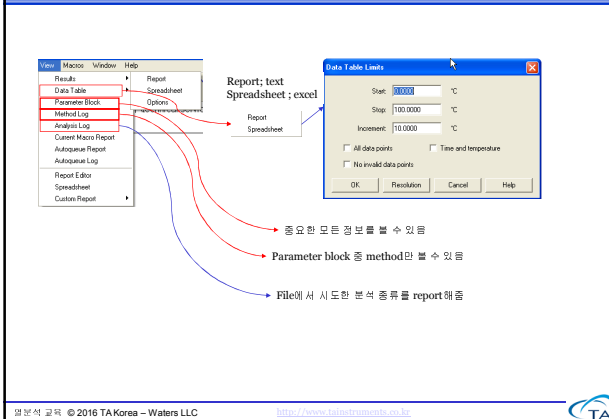 View Macros Window Help
Results
Data Table
Parameter Block
Method Log
Analysis Log
Current Macro Report
Autoqueue Report
Autoqueue Log
Report Editor
Spreadsheet
Custom Report
Report
Spreadsheet
Options
Report; text
Spreadsheet ; excel
Report
Spreadsheet
Data Table Limits
Start: 0.0000 °C
Stop: 100.0000 °C
Increment: 10.0000 °C
All data points Time and temperature
No invalid data points
OK Resolution Cancel Help
중요한 모든 정보를 볼 수 있음
Parameter block 중 method만 볼 수 있음
File에서 시도한 분석 종류를 report해줌
열분석 교육 © 2016 TA Korea – Waters LLC
http://www.tainstruments.co.kr
TA